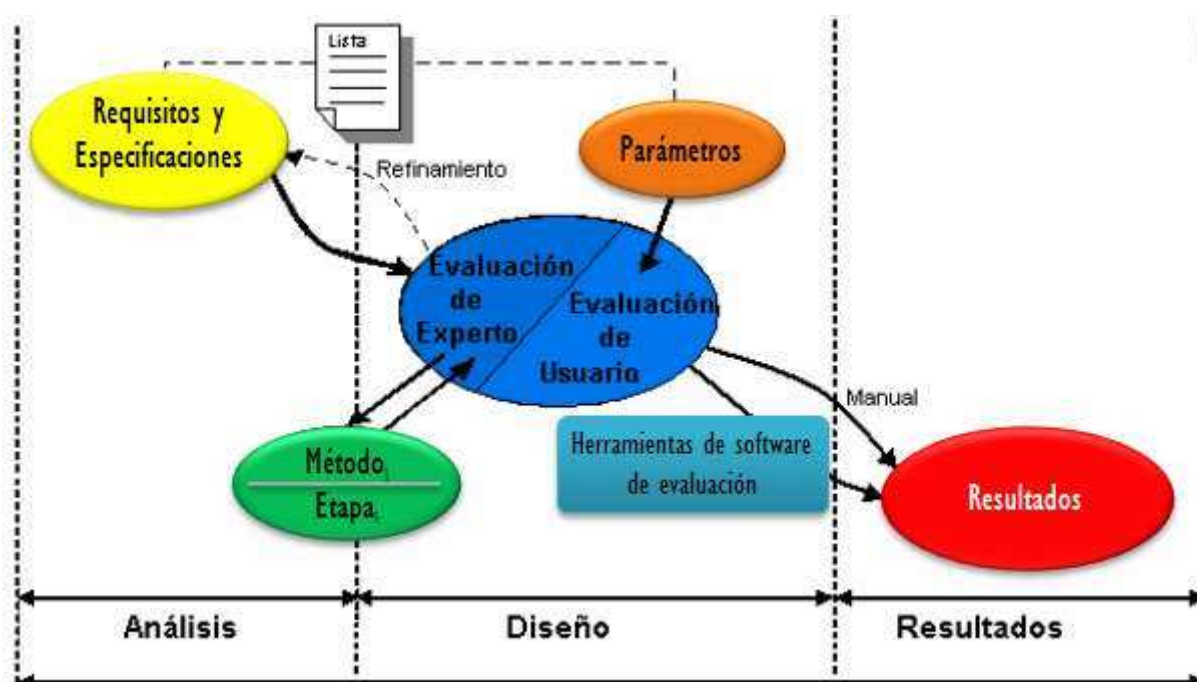 Lista
Requisitos y
Especificaciones
Parámetros
Refinamiento
Evaluación
de
Experto
Evaluación
de
Usuario
Manual
Método
Etapa
Herramientas de software
de evaluación
Resultados
Análisis
Diseño
Resultados